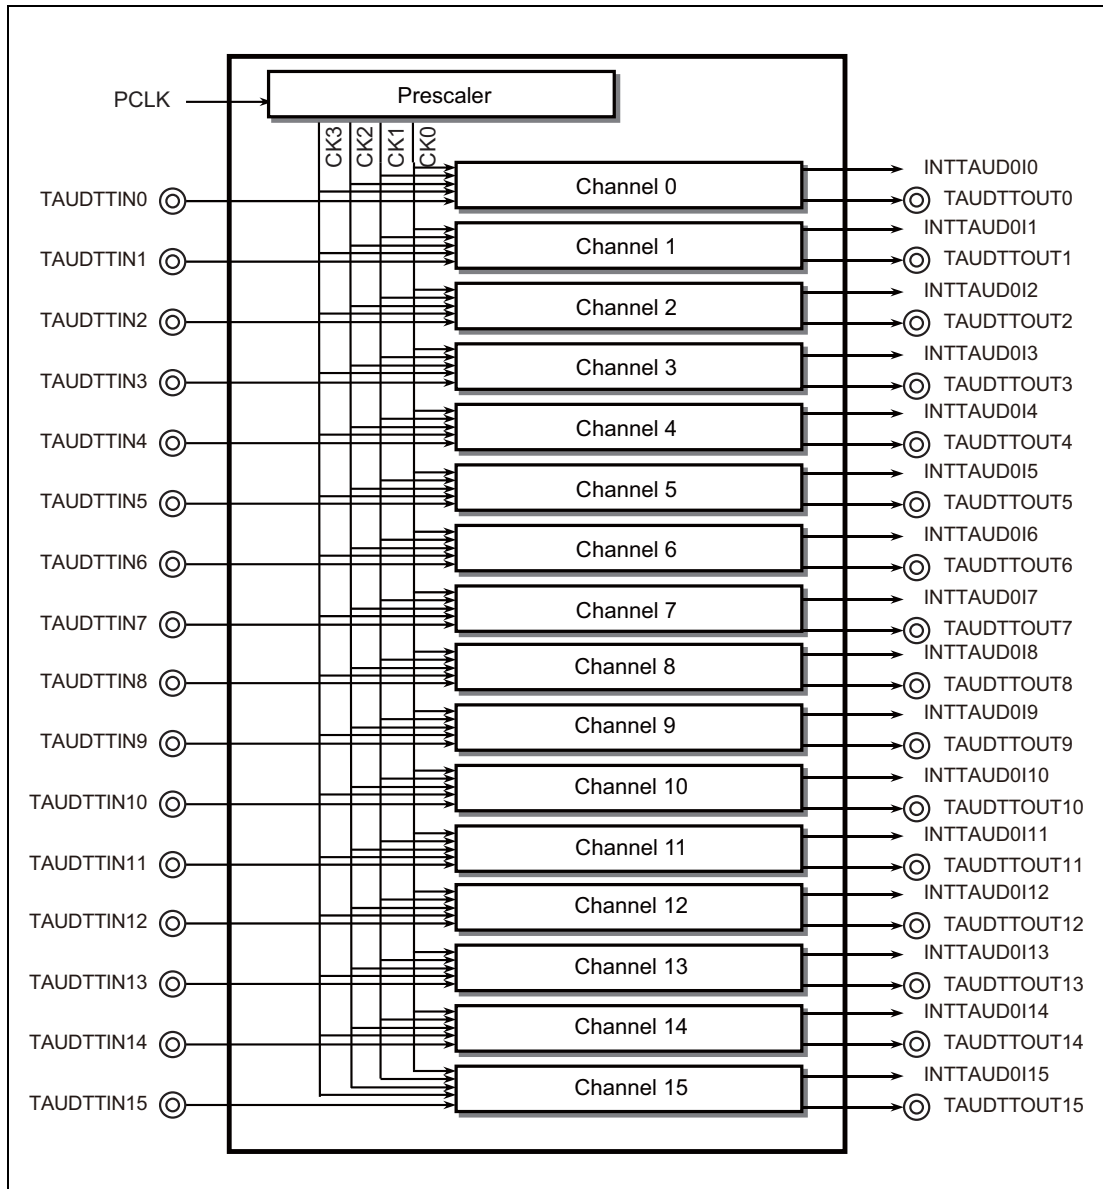 PCLK
Prescaler
CK3
CK2
CK1
CK0
TAUDTTIN0
Channel 0
INTTAUD0I0
TAUDTTOUT0
TAUDTTIN1
Channel 1
INTTAUD0I1
TAUDTTOUT1
TAUDTTIN2
Channel 2
INTTAUD0I2
TAUDTTOUT2
TAUDTTIN3
Channel 3
INTTAUD0I3
TAUDTTOUT3
TAUDTTIN4
Channel 4
INTTAUD0I4
TAUDTTOUT4
TAUDTTIN5
Channel 5
INTTAUD0I5
TAUDTTOUT5
TAUDTTIN6
Channel 6
INTTAUD0I6
TAUDTTOUT6
TAUDTTIN7
Channel 7
INTTAUD0I7
TAUDTTOUT7
TAUDTTIN8
Channel 8
INTTAUD0I8
TAUDTTOUT8
TAUDTTIN9
Channel 9
INTTAUD0I9
TAUDTTOUT9
TAUDTTIN10
Channel 10
INTTAUD0I10
TAUDTTOUT10
TAUDTTIN11
Channel 11
INTTAUD0I11
TAUDTTOUT11
TAUDTTIN12
Channel 12
INTTAUD0I12
TAUDTTOUT12
TAUDTTIN13
Channel 13
INTTAUD0I13
TAUDTTOUT13
TAUDTTIN14
Channel 14
INTTAUD0I14
TAUDTTOUT14
TAUDTTIN15
Channel 15
INTTAUD0I15
TAUDTTOUT15